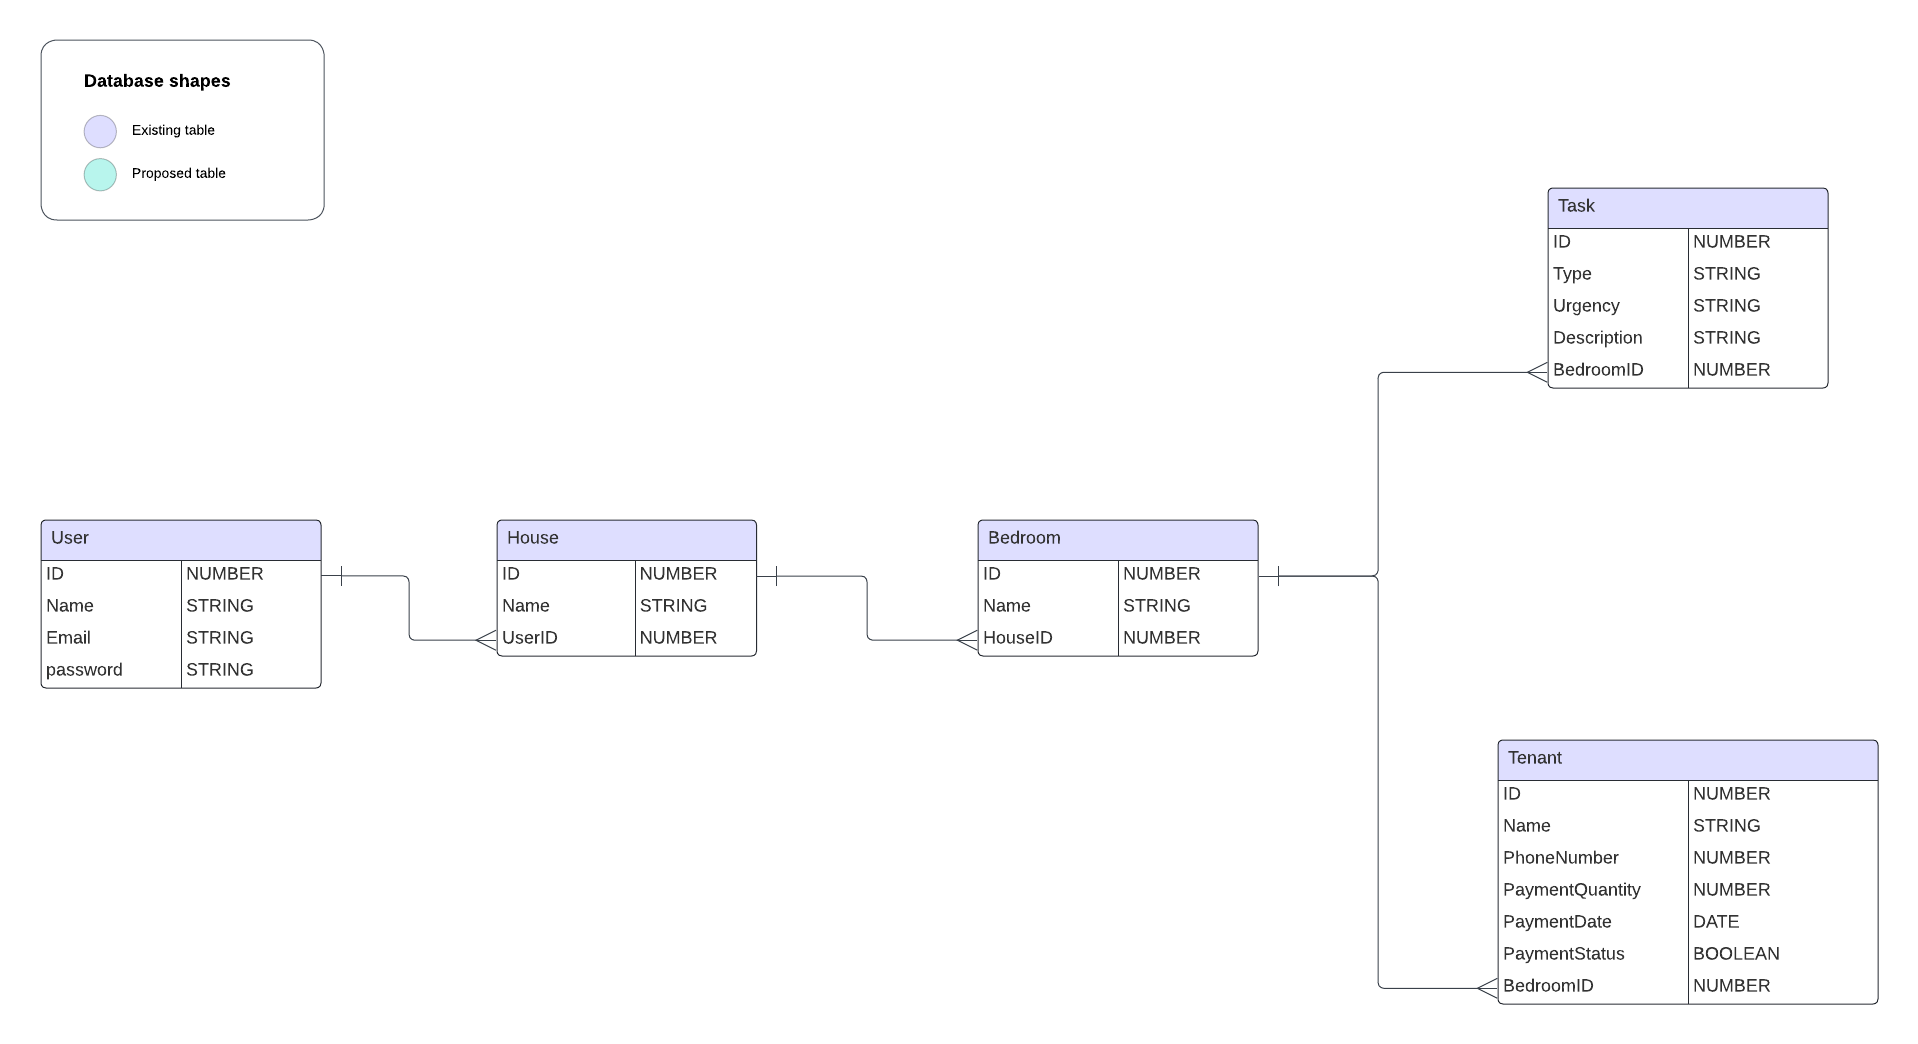 Database shapes
Existing table
Proposed table
Task
ID NUMBER
Type STRING
Urgency STRING
Description STRING
BedroomID NUMBER
User
ID NUMBER
Name STRING
Email STRING
password STRING
House
ID NUMBER
Name STRING
UserID NUMBER
Bedroom
ID NUMBER
Name STRING
HouseID NUMBER
Tenant
ID NUMBER
Name STRING
PhoneNumber NUMBER
PaymentQuantity NUMBER
PaymentDate DATE
PaymentStatus BOOLEAN
BedroomID NUMBER